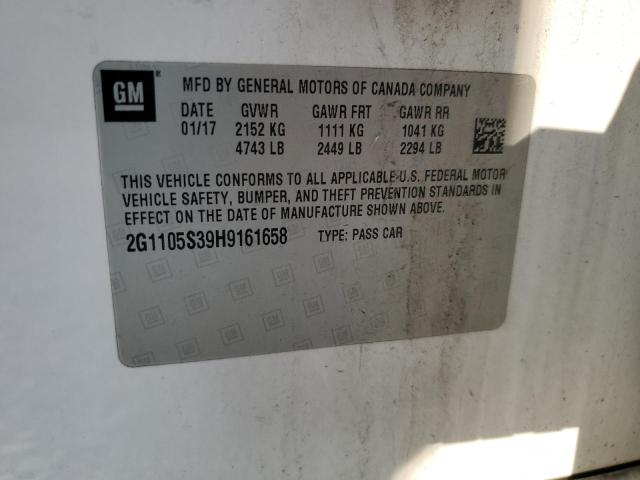 GM
MFD BY GENERAL MOTORS OF CANADA COMPANY
DATE GVWR GAWR FRT GAWR RR
01/17 2152 KG 1111 KG 1041 KG
4743 LB 2449 LB 2294 LB
THIS VEHICLE CONFORMS TO ALL APPLICABLE U.S. FEDERAL MOTOR
VEHICLE SAFETY, BUMPER, AND THEFT PREVENTION STANDARDS IN
EFFECT ON THE DATE OF MANUFACTURE SHOWN ABOVE.
2G1105S39H9161658 TYPE: PASS CAR